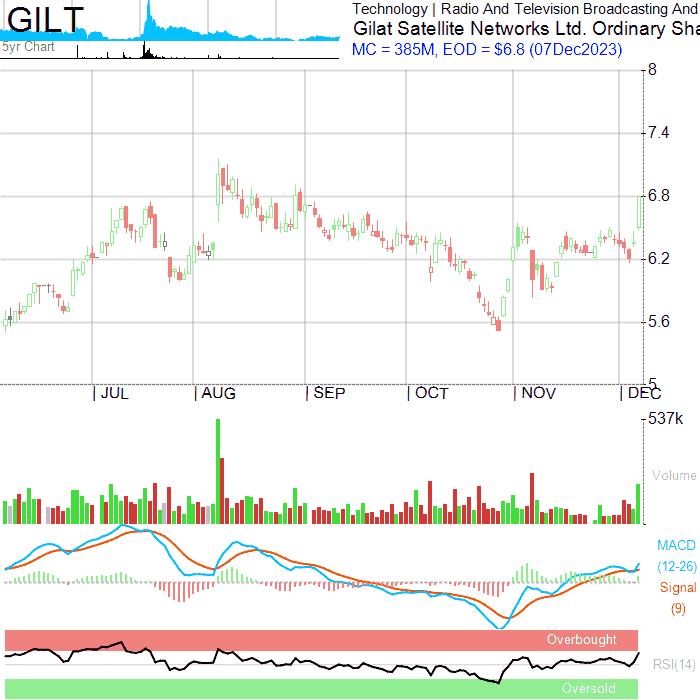 GILT
5yr Chart
Technology | Radio And Television Broadcasting And
Gilat Satellite Networks Ltd. Ordinary Sha
MC = 385M, EOD = $6.8 (07Dec2023)
8
7.4
6.8
6.2
5.6
5
JUL AUG SEP OCT NOV DEC
537k
Volume
MACD
(12-26)
Signal
(9)
Overbought
RSI(14)
Oversold